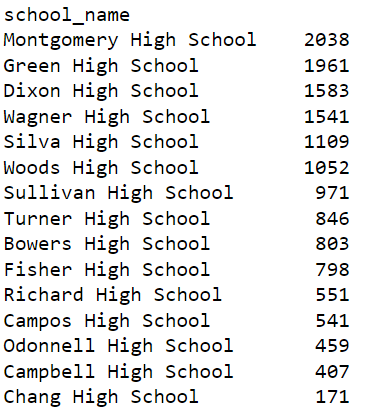 school_name
Montgomery High School    2038
Green High School         1961
Dixon High School         1583
Wagner High School        1541
Silva High School         1109
Woods High School         1052
Sullivan High School       971
Turner High School         846
Bowers High School         803
Fisher High School         798
Richard High School        551
Campos High School         541
Odonnell High School       459
Campbell High School       407
Chang High School          171